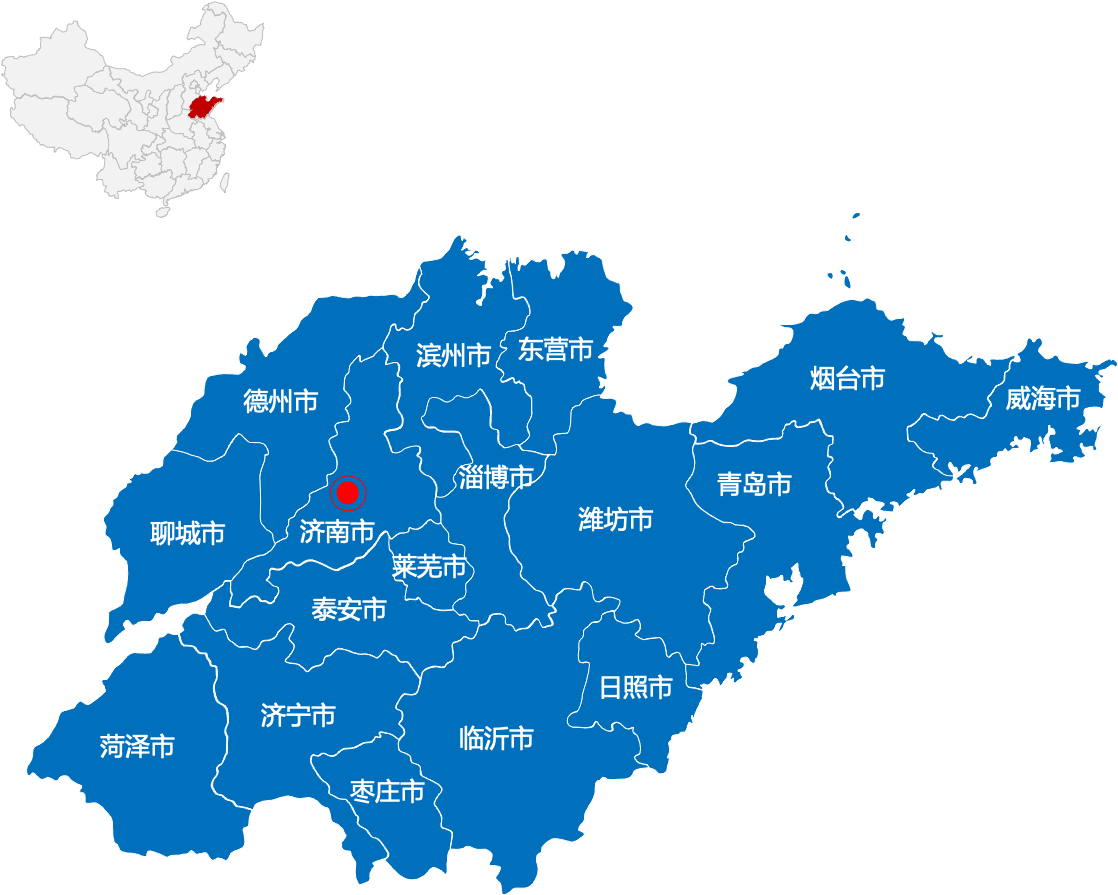 滨州市
东营市
烟台市
德州市
威海市
淄博市
青岛市
潍坊市
聊城市
济南市
莱芜市
泰安市
日照市
济宁市
临沂市
菏泽市
枣庄市